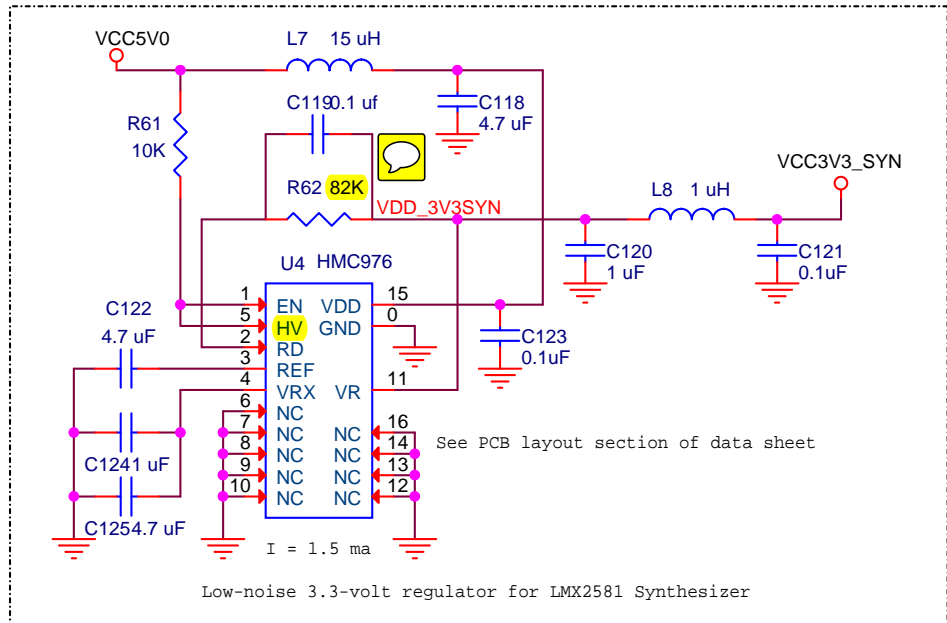 VCC5V0
L7 15 uH
C1190.1 uf
C118
4.7 uF
R61
10K
VCC3V3_SYN
R62 82K
VDD_3V3SYN
L8 1 uH
C120
1 uF
C121
0.1uF
U4 HMC976
1 EN VDD 15
5 HV GND 0
2 RD
3 REF
4 VRX VR 11
6 NC
7 NC NC 16
8 NC NC 14
9 NC NC 13
10 NC NC 12
C122
4.7 uF
C123
0.1uF
C1241 uF
C1254.7 uF
See PCB layout section of data sheet
I = 1.5 ma
Low-noise 3.3-volt regulator for LMX2581 Synthesizer